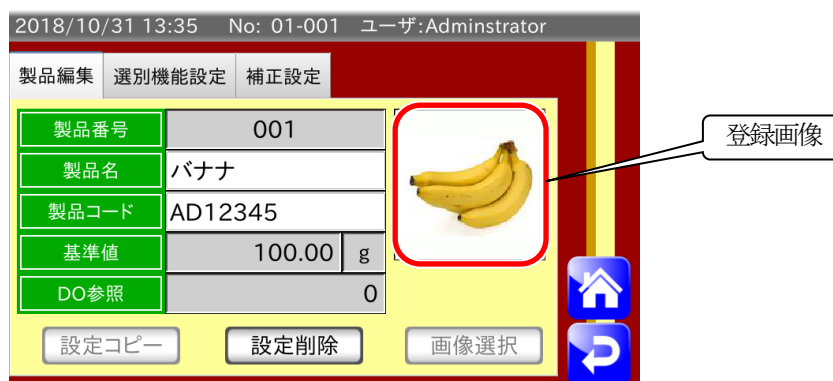 2018/10/31 13:35 No: 01-001 ユーザ:Adminstrator
製品編集 選別機能設定 補正設定
製品番号 001
製品名 バナナ
製品コード AD12345
基準値 100.00 g
DO参照 0
設定コピー 設定削除 画像選択
登録画像